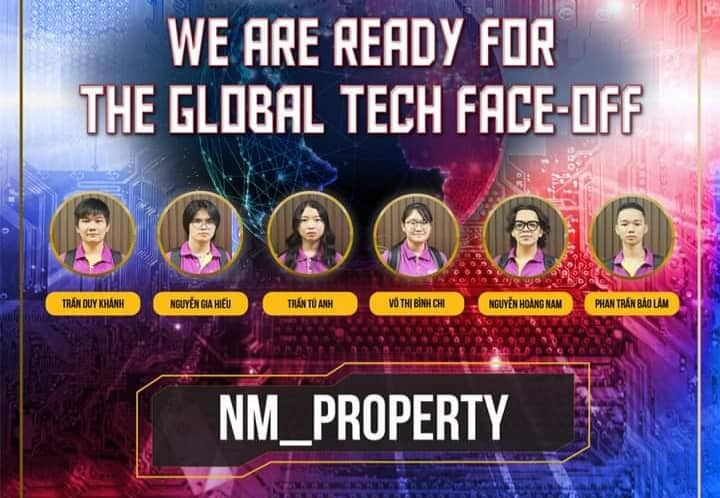 WE ARE READY FOR
THE GLOBAL TECH FACE-OFF
TRẦN DUY KHÁNH
NGUYỄN GIA HIẾU
TRẦN TÚ ANH
VÕ THỊ BÌNH CHI
NGUYỄN HOÀNG NAM
PHAN TRẦN BẢO LÂM
NM_PROPERTY